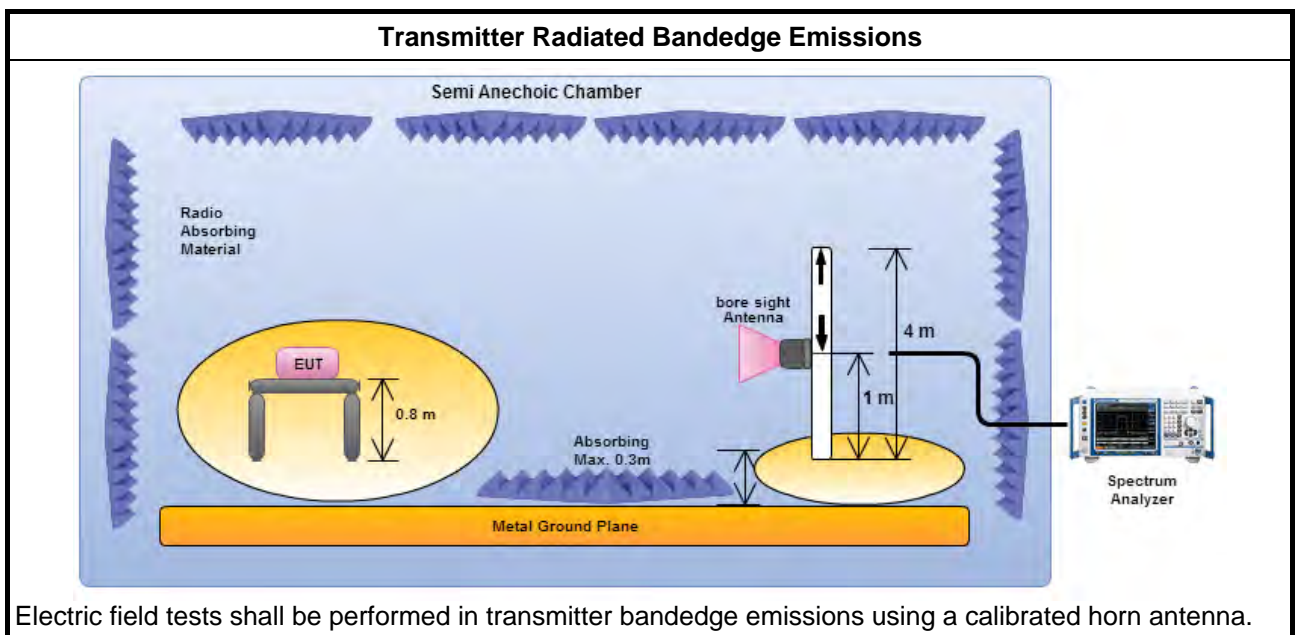 Transmitter Radiated Bandedge Emissions
Semi Anechoic Chamber
Radio
Absorbing
Material
bore sight
Antenna
4 m
EUT
1 m
0.8 m
Absorbing
Max. 0.3m
Spectrum
Analyzer
Metal Ground Plane
Electric field tests shall be performed in transmitter bandedge emissions using a calibrated horn antenna.